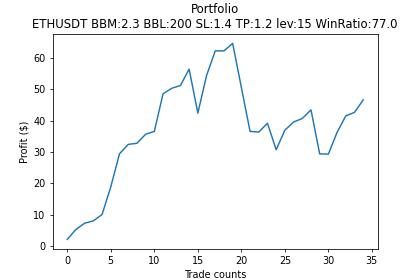 Portfolio
ETHUSDT BBM:2.3 BBL:200 SL:1.4 TP:1.2 lev:15 WinRatio:77.0
Profit ($)
60
50
40
30
20
10
0
0 5 10 15 20 25 30 35
Trade counts